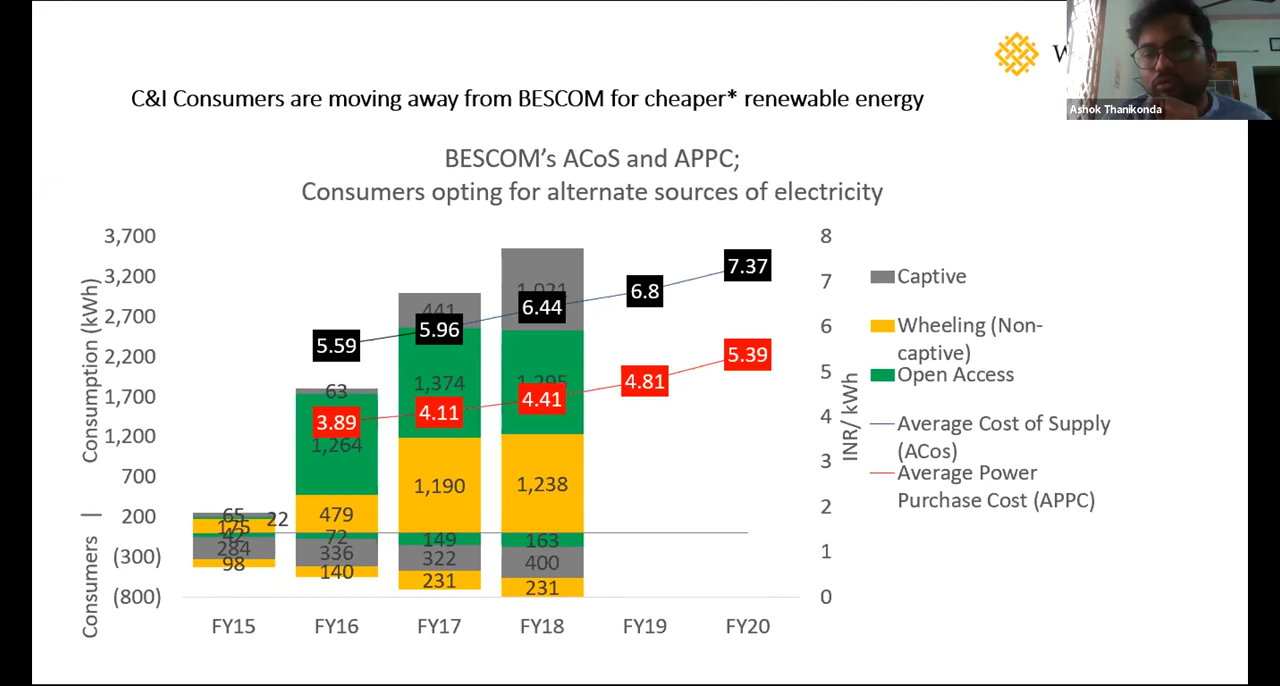 W
Ashok Thanikonda
C&I Consumers are moving away from BESCOM for cheaper* renewable energy
BESCOM's ACoS and APPC;
Consumers opting for alternate sources of electricity
Consumption (kWh)
Consumers |
3,700
3,200
2,700
2,200
1,700
1,200
700
200
(300)
(800)
65
22
175
42
284
98
63
1,264
479
72
336
140
441
1,374
1,190
149
322
231
1,021
1,295
1,238
163
400
231
5.59
5.96
6.44
6.8
7.37
3.89
4.11
4.41
4.81
5.39
FY15
FY16
FY17
FY18
FY19
FY20
8
7
6
5
4
3
2
1
0
INR/ kWh
Captive
Wheeling (Non-
captive)
Open Access
Average Cost of Supply
(ACos)
Average Power
Purchase Cost (APPC)